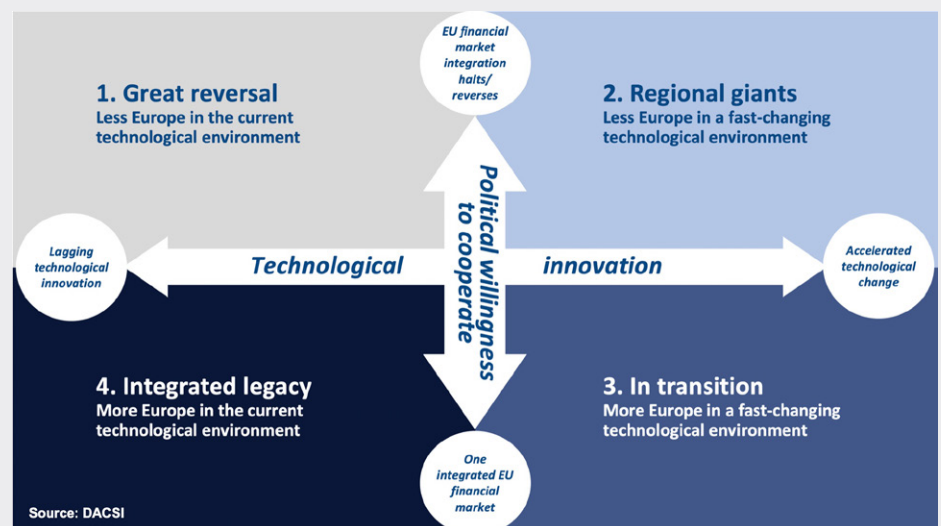 EU financial
market
integration
halts/
reverses
1. Great reversal
Less Europe in the current
technological environment
2. Regional giants
Less Europe in a fast-changing
technological environment
Political willingness
to cooperate
Lagging
technological
innovation
Technological innovation
Accelerated
technological
change
4. Integrated legacy
More Europe in the current
technological environment
3. In transition
More Europe in a fast-changing
technological environment
One
integrated EU
financial
market
Source: DACSI